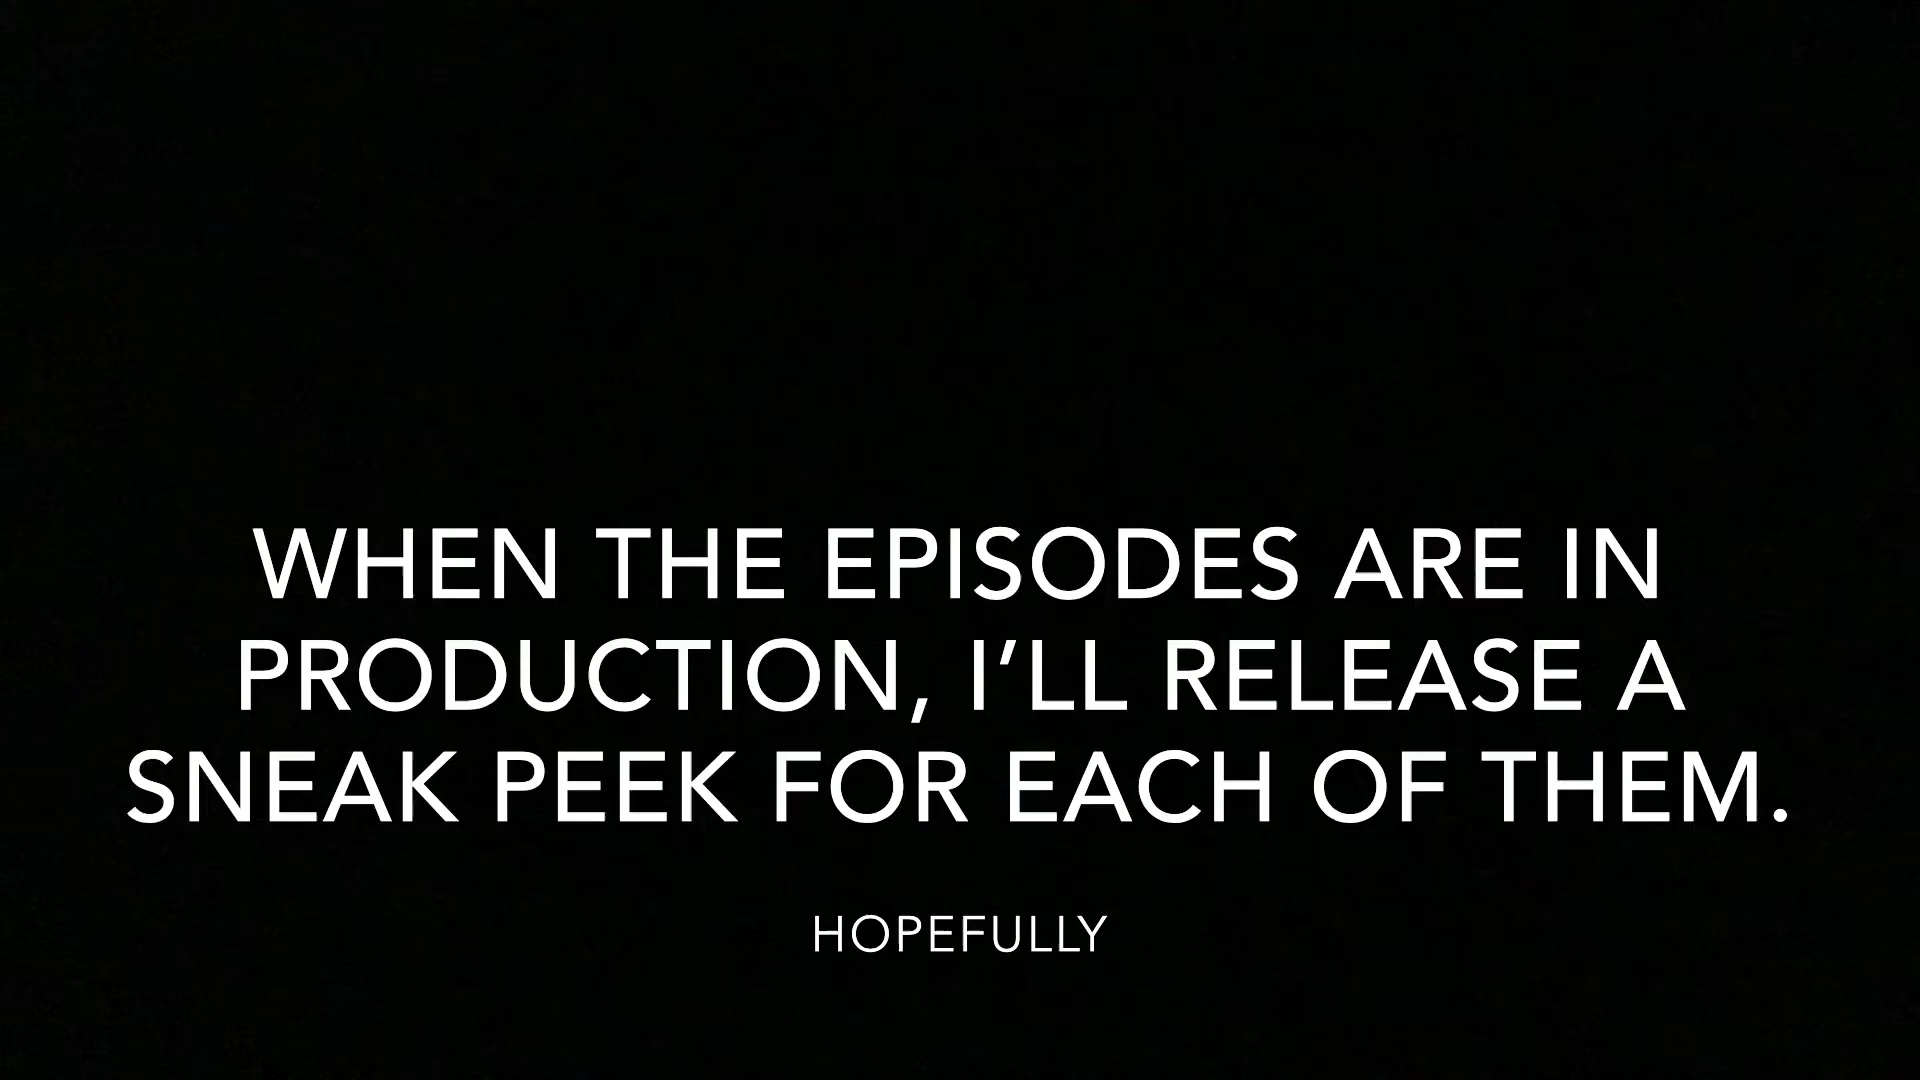 WHEN THE EPISODES ARE IN
PRODUCTION, I’LL RELEASE A
SNEAK PEEK FOR EACH OF THEM.
HOPEFULLY